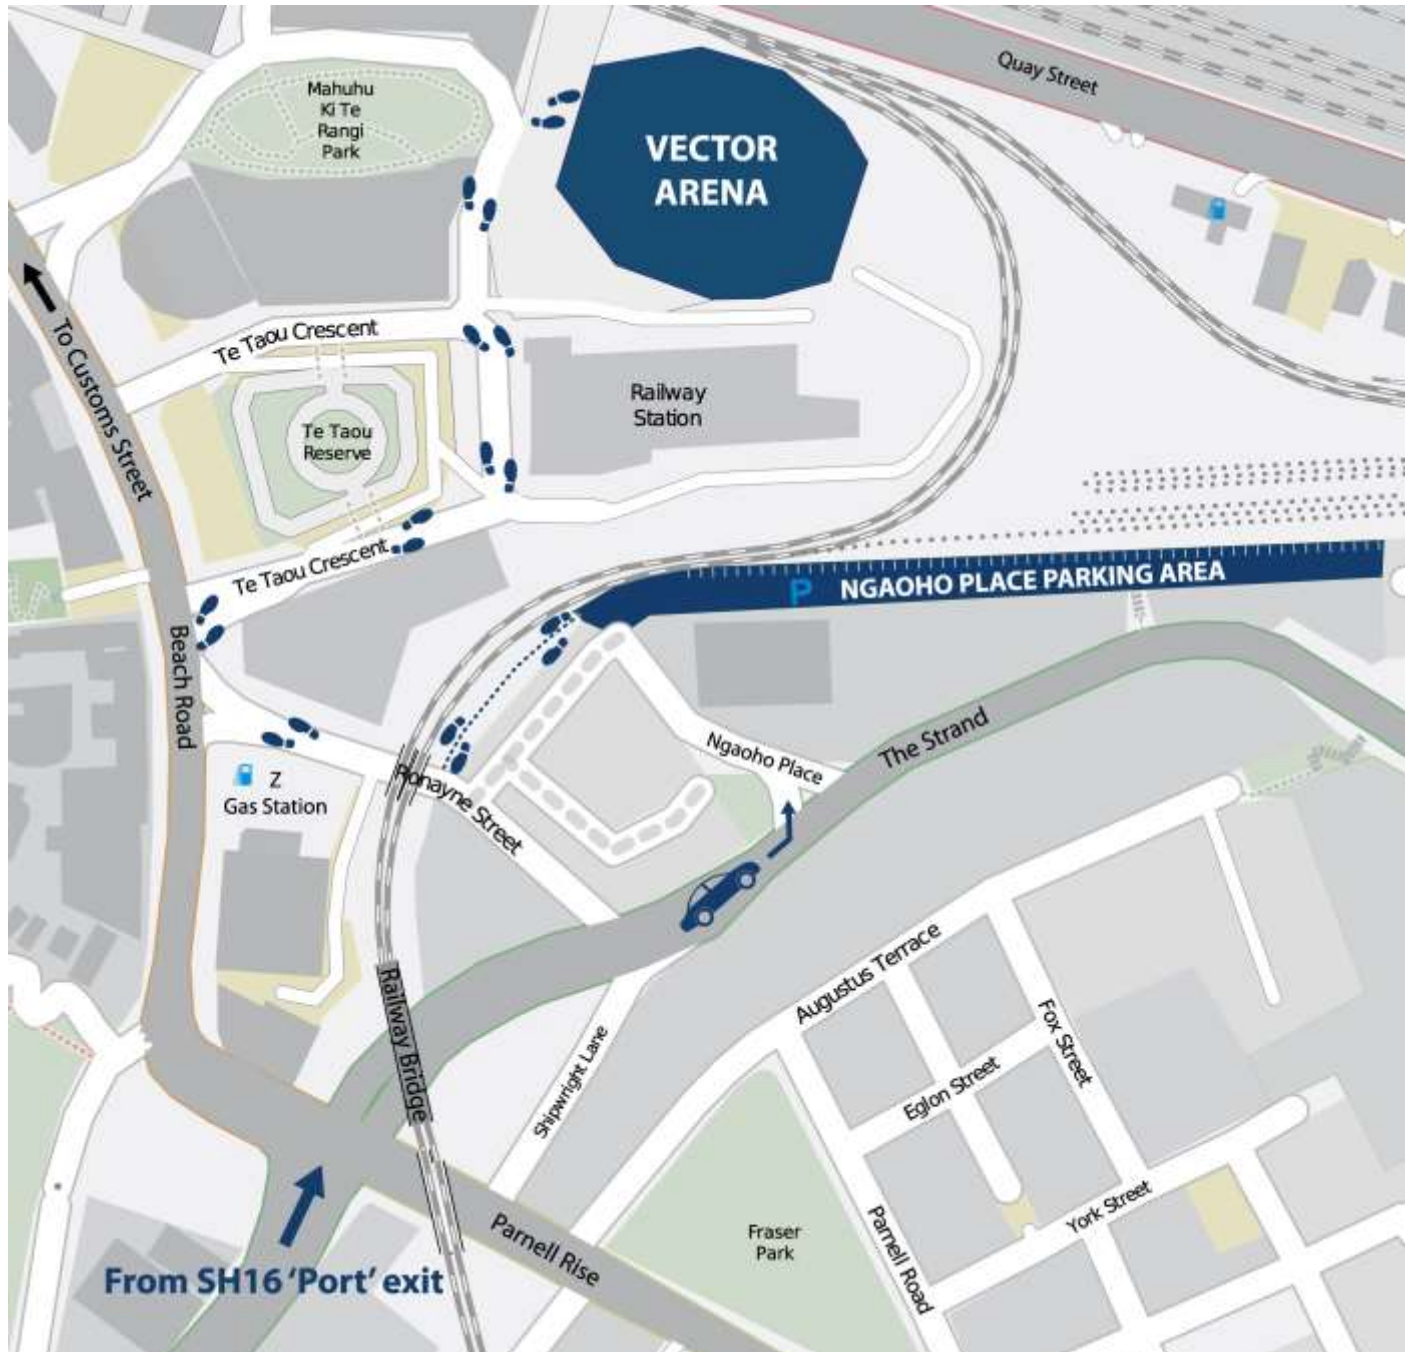 Quay Street
Mahuhu
Ki Te
Rangi
Park
VECTOR
ARENA
To Customs Street
Te Taou Crescent
Railway
Station
Te Taou
Reserve
Te Taou Crescent
P NGAOHO PLACE PARKING AREA
Beach Road
The Strand
Ngaoho Place
Z
Gas Station
Ronayne Street
Augustus Terrace
Railway Bridge
Fox Street
Shipwright Lane
Eglon Street
York Street
Parnell Rise
Fraser
Park
Parnell Road
From SH16 'Port' exit